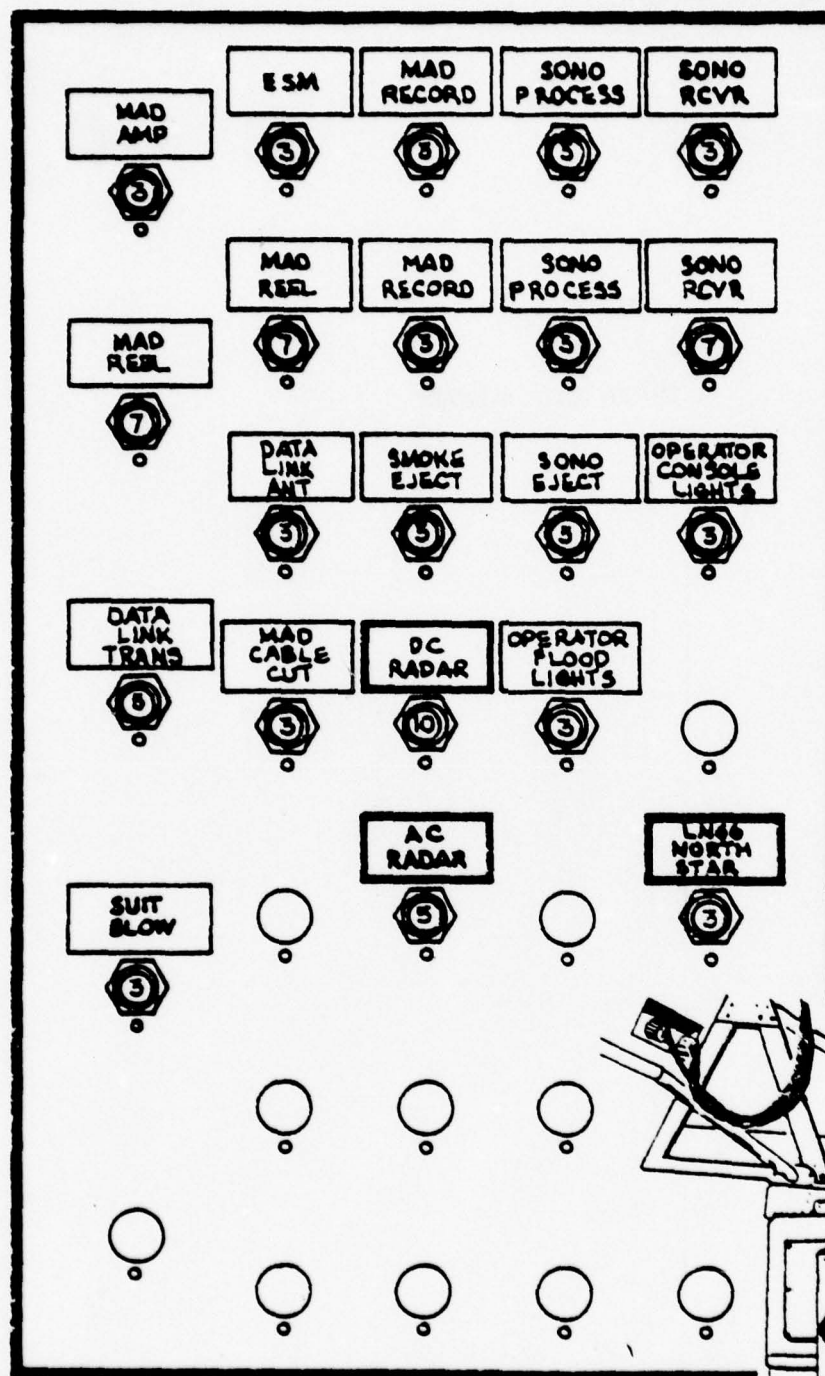 ESM
MAD
RECORD
SONO
PROCESS
SONO
RCVR
MAD
AMP
3
3
3
3
3
MAD
REEL
MAD
RECORD
SONO
PROCESS
SONO
RCVR
MAD
REEL
7
3
3
7
7
DATA
LINK
ANT
SMOKE
EJECT
SONO
EJECT
OPERATOR
CONSOLE
LIGHTS
3
3
3
3
DATA
LINK
TRANS
MAD
CABLE
CUT
DC
RADAR
OPERATOR
FLOOD
LIGHTS
3
10
3
AC
RADAR
LN66
NORTH
STAR
5
3
SUIT
BLOW
3